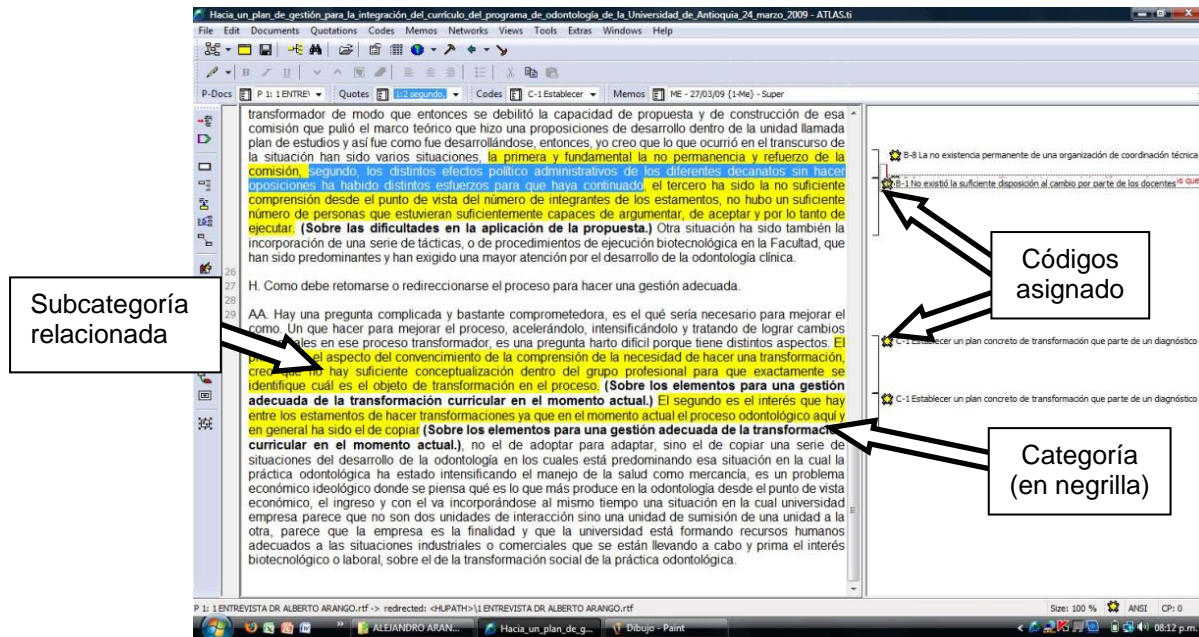 Hacia_un_plan_de_gestión_para_la_integración_del_currículo_del_programa_de_odontología_de_la_Universidad_de_Antioquia_24_marzo_2009 - ATLAS.ti
File Edit Documents Quotations Codes Memos Networks Views Tools Extras Windows Help
B I U
P-Docs P 1: 1 ENTRE\ Quotes 1:2 segundo, Codes C-1 Establecer Memos ME - 27/03/09 {1-Me} - Super
transformador de modo que entonces se debilitó la capacidad de propuesta y de construcción de esa
comisión que pulió el marco teórico que hizo una proposiciones de desarrollo dentro de la unidad llamada
plan de estudios y así fue como fue desarrollándose, entonces, yo creo que lo que ocurrió en el transcurso de
la situación han sido varios situaciones, la primera y fundamental la no permanencia y refuerzo de la
comisión, segundo, los distintos efectos político administrativos de los diferentes decanatos sin hacer
oposiciones ha habido distintos esfuerzos para que haya continuado, el tercero ha sido la no suficiente
comprensión desde el punto de vista del número de integrantes de los estamentos, no hubo un suficiente
número de personas que estuvieran suficientemente capaces de argumentar, de aceptar y por lo tanto de
ejecutar. (Sobre las dificultades en la aplicación de la propuesta.) Otra situación ha sido también la
incorporación de una serie de tácticas, o de procedimientos de ejecución biotecnológica en la Facultad, que
han sido predominantes y han exigido una mayor atención por el desarrollo de la odontología clínica.
26
27 H. Como debe retomarse o redireccionarse el proceso para hacer una gestión adecuada.
28
29 AA. Hay una pregunta complicada y bastante comprometedora, es el qué sería necesario para mejorar el
como. Un que hacer para mejorar el proceso, acelerándolo, intensificándolo y tratando de lograr cambios
en ese proceso transformador, es una pregunta harto difícil porque tiene distintos aspectos. El
el aspecto del convencimiento de la comprensión de la necesidad de hacer una transformación,
no hay suficiente conceptualización dentro del grupo profesional para que exactamente se
identifique cuál es el objeto de transformación en el proceso. (Sobre los elementos para una gestión
adecuada de la transformación curricular en el momento actual.) El segundo es el interés que hay
entre los estamentos de hacer transformaciones ya que en el momento actual el proceso odontológico aquí y
en general ha sido el de copiar (Sobre los elementos para una gestión adecuada de la transformación
curricular en el momento actual.), no el de adoptar para adaptar, sino el de copiar una serie de
situaciones del desarrollo de la odontología en los cuales está predominando esa situación en la cual la
práctica odontológica ha estado intensificando el manejo de la salud como mercancía, es un problema
económico ideológico donde se piensa qué es lo que más produce en la odontología desde el punto de vista
económico, el ingreso y con el va incorporándose al mismo tiempo una situación en la cual universidad
empresa parece que no son dos unidades de interacción sino una unidad de sumisión de una unidad a la
otra, parece que la empresa es la finalidad y que la universidad está formando recursos humanos
adecuados a las situaciones industriales o comerciales que se están llevando a cabo y prima el interés
biotecnológico o laboral, sobre el de la transformación social de la práctica odontológica.
B-8 La no existencia permanente de una organización de coordinación técnica
B-1 No existió la suficiente disposición al cambio por parte de los docentes
Códigos
asignado
C-1 Establecer un plan concreto de transformación que parte de un diagnóstico
C-1 Establecer un plan concreto de transformación que parte de un diagnóstico
Subcategoría
relacionada
Categoría
(en negrilla)
P 1: 1 ENTREVISTA DR ALBERTO ARANGO.rtf -> redirected: <HUPATH>\1 ENTREVISTA DR ALBERTO ARANGO.rtf
Size: 100 % ANSI CP: 0
ALEJANDRO ARAN... Hacia_un_plan_de_g... Dibujo - Paint 08:12 p.m.